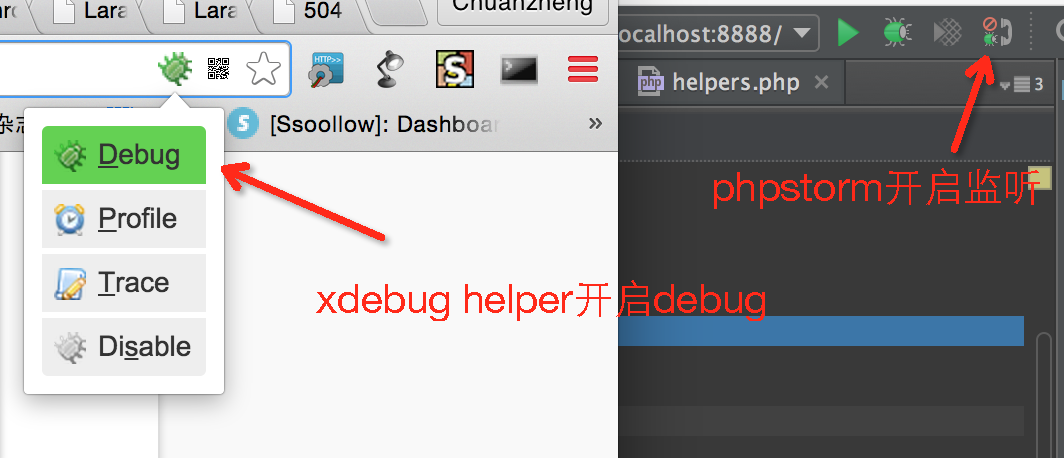 Lara
Lara
504
Chuanzheng
ocalhost:8888/
HTTP>>
S
php
helpers.php
3
杂志
S
[Ssoollow]: Dashboar
»
Debug
Profile
Trace
Disable
phpstorm开启监听
xdebug helper开启debug